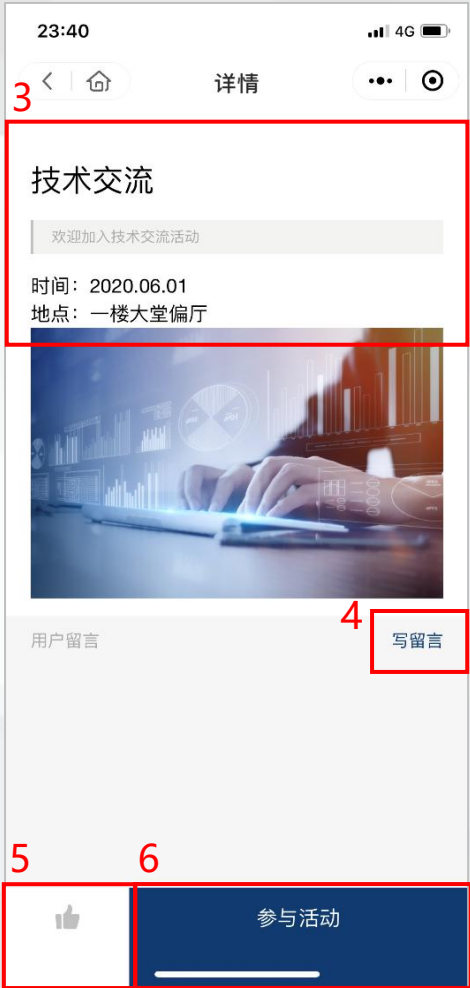 23:40
4G
详情
3
技术交流
欢迎加入技术交流活动
时间：2020.06.01
地点：一楼大堂偏厅
4
用户留言
写留言
5
6
参与活动